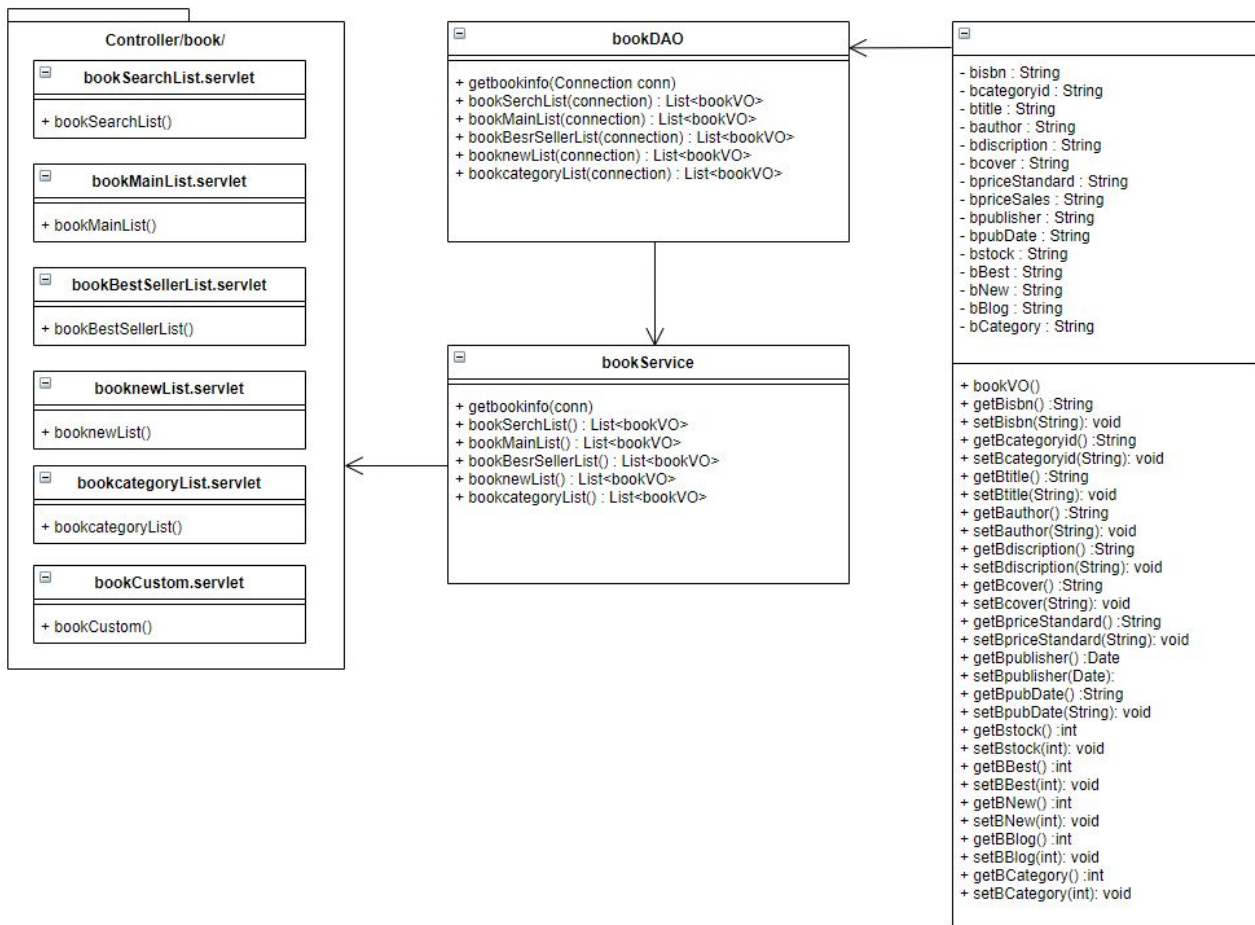 Controller/book/
bookSearchList.servlet
+ bookSearchList()
bookMainList.servlet
+ bookMainList()
bookBestSellerList.servlet
+ bookBestSellerList()
booknewList.servlet
+ booknewList()
bookcategoryList.servlet
+ bookcategoryList()
bookCustom.servlet
+ bookCustom()
bookDAO
+ getbookinfo(Connection conn)
+ bookSerchList(connection) : List<bookVO>
+ bookMainList(connection) : List<bookVO>
+ bookBesrSellerList(connection) : List<bookVO>
+ booknewList(connection) : List<bookVO>
+ bookcategoryList(connection) : List<bookVO>
bookService
+ getbookinfo(conn)
+ bookSerchList() : List<bookVO>
+ bookMainList() : List<bookVO>
+ bookBesrSellerList() : List<bookVO>
+ booknewList() : List<bookVO>
+ bookcategoryList() : List<bookVO>
- bisbn : String
- bcategoryid : String
- btitle : String
- bauthor : String
- bdiscription : String
- bcover : String
- bpriceStandard : String
- bpriceSales : String
- bpublisher : String
- bpubDate : String
- bstock : String
- bBest : String
- bNew : String
- bBlog : String
- bCategory : String
+ bookVO()
+ getBisbn() :String
+ setBisbn(String): void
+ getBcategoryid() :String
+ setBcategoryid(String): void
+ getBtitle() :String
+ setBtitle(String): void
+ getBauthor() :String
+ setBauthor(String): void
+ getBdiscription() :String
+ setBdiscription(String): void
+ getBcover() :String
+ setBcover(String): void
+ getBpriceStandard() :String
+ setBpriceStandard(String): void
+ getBpublisher() :Date
+ setBpublisher(Date):
+ getBpubDate() :String
+ setBpubDate(String): void
+ getBstock() :int
+ setBstock(int): void
+ getBBest() :int
+ setBBest(int): void
+ getBNew() :int
+ setBNew(int): void
+ getBBlog() :int
+ setBBlog(int): void
+ getBCategory() :int
+ setBCategory(int): void